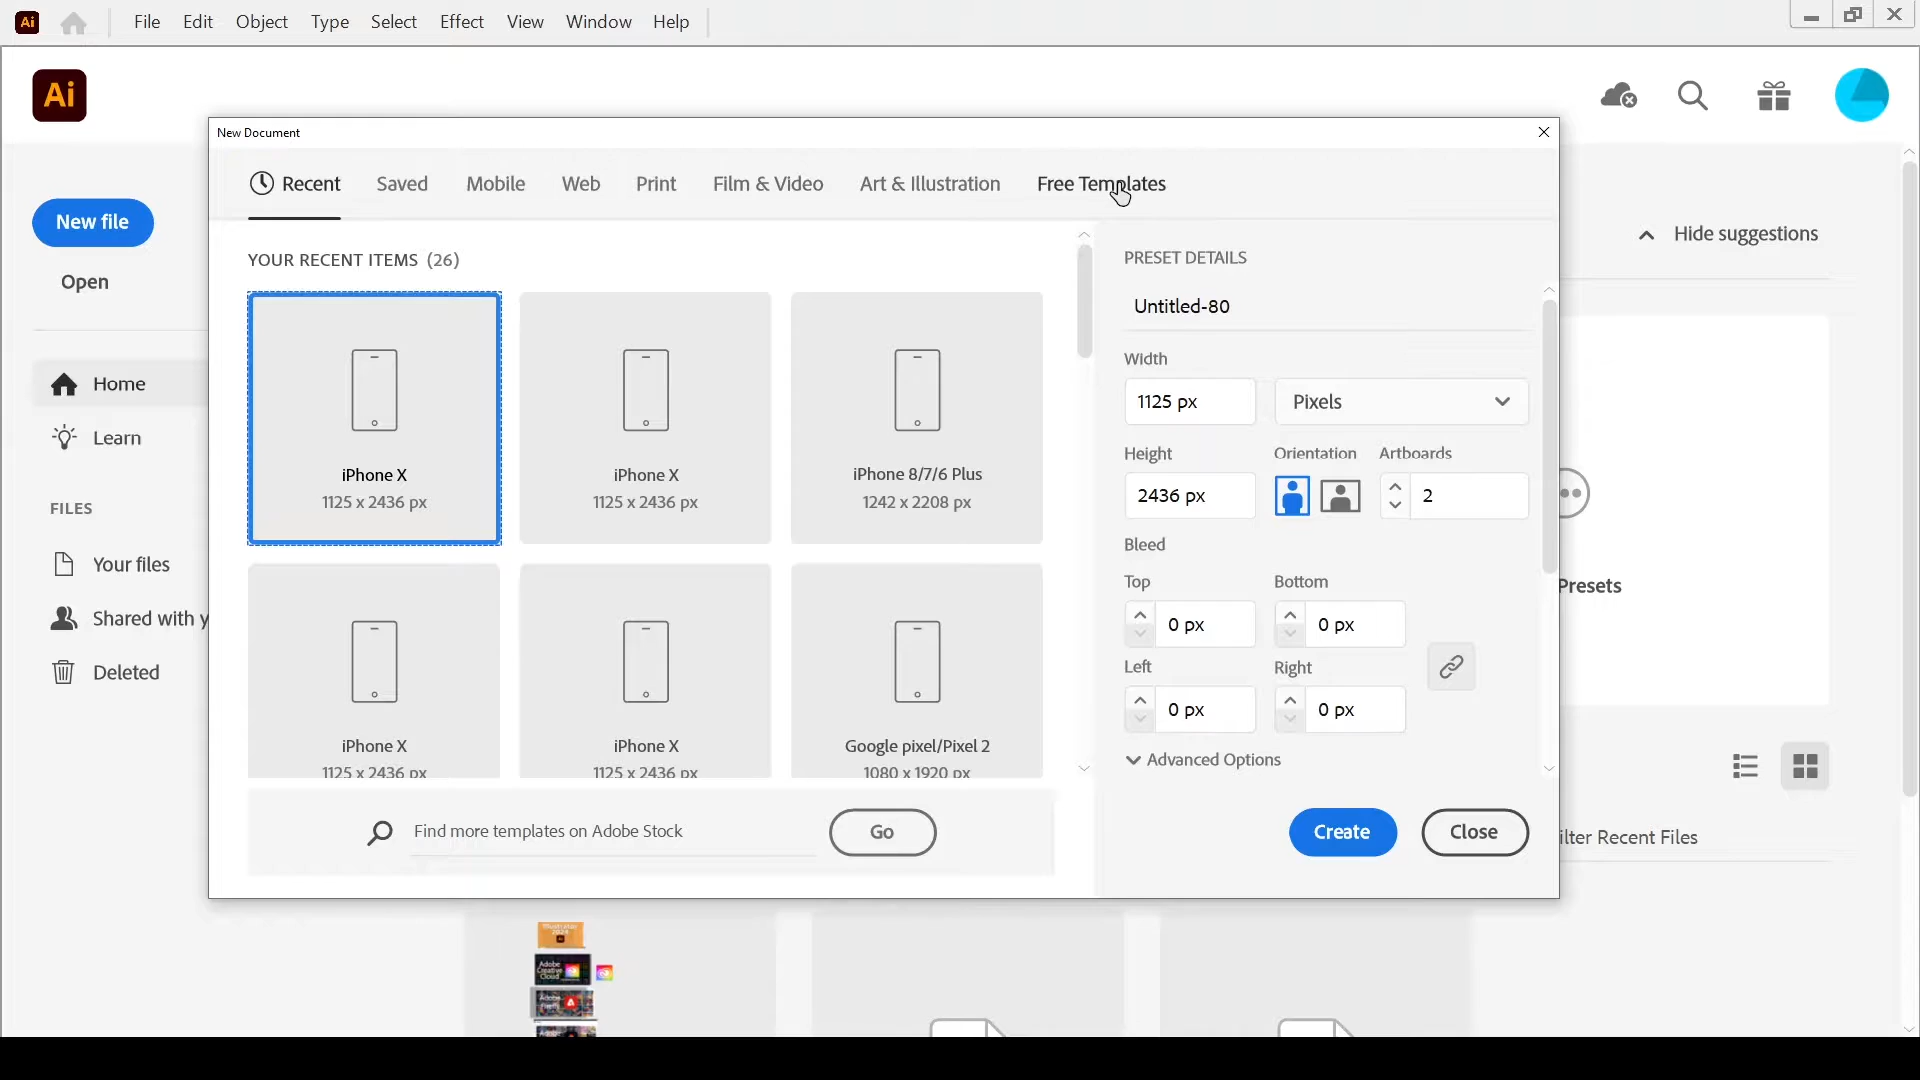 Ai File Edit Object Type Select Effect View Window Help
Ai
New Document
Recent Saved Mobile Web Print Film & Video Art & Illustration Free Templates
New file
Open
Home
Learn
FILES
Your files
Shared with y
Deleted
YOUR RECENT ITEMS (26)
iPhone X
1125 x 2436 px
iPhone X
1125 x 2436 px
iPhone 8/7/6 Plus
1242 x 2208 px
iPhone X
1125 x 2436 px
iPhone X
1125 x 2436 px
Google pixel/Pixel 2
1080 x 1920 px
Find more templates on Adobe Stock
Go
PRESET DETAILS
Untitled-80
Width
1125 px Pixels
Height Orientation Artboards
2436 px 2
Bleed
Top Bottom
0 px 0 px
Left Right
0 px 0 px
Advanced Options
Create Close
Hide suggestions
Presets
ilter Recent Files
Illustrator
2024
Adobe
Creative
Cloud
Adobe